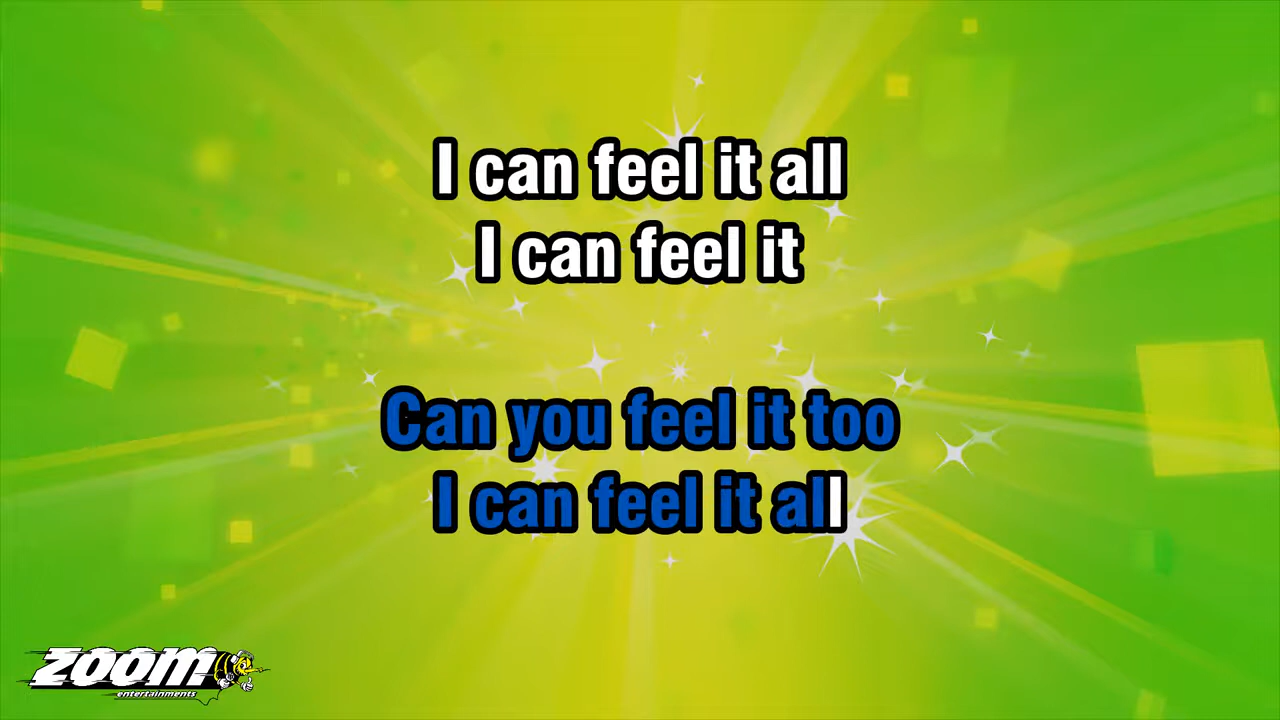 I can feel it all
I can feel it
Can you feel it too
I can feel it all
ZOOM
entertainments